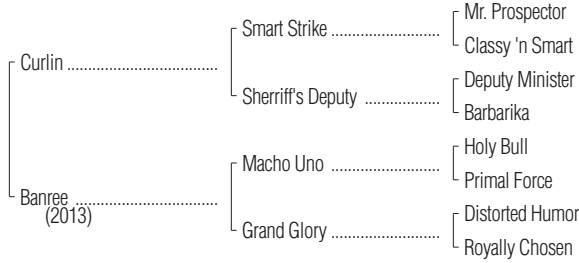 Mr. Prospector
Smart Strike ..............................
Classy 'n Smart
Curlin ..........................................
Deputy Minister
Sherriff's Deputy .....................
Barbarika
Holy Bull
Macho Uno ..............................
Primal Force
Banree .......................................
(2013)
Distorted Humor
Grand Glory ..............................
Royally Chosen